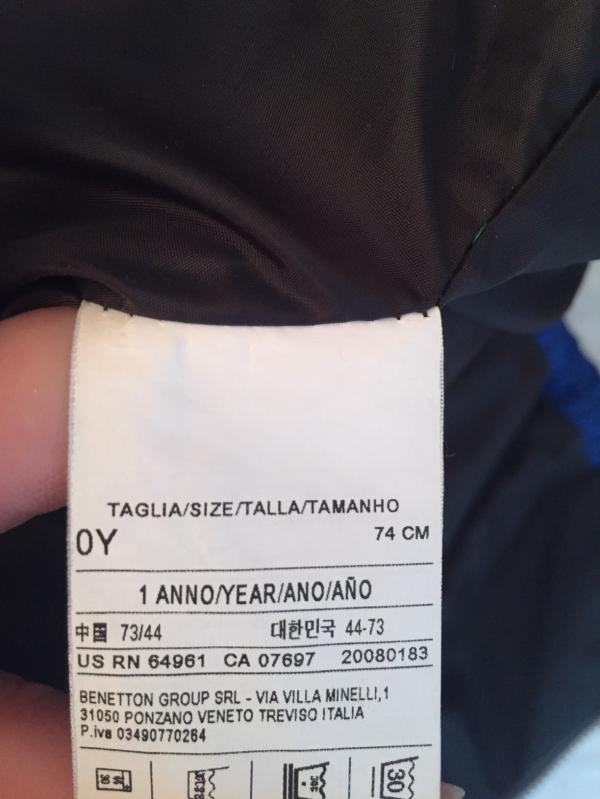 TAGLIA/SIZE/TALLA/TAMANHO
0Y 74 CM
1 ANNO/YEAR/ANO/AÑO
中国 73/44 대한민국 44-73
US RN 64961 CA 07697 20080183
BENETTON GROUP SRL - VIA VILLA MINELLI,1
31050 PONZANO VENETO TREVISO ITALIA
P.iva 03490770264
30